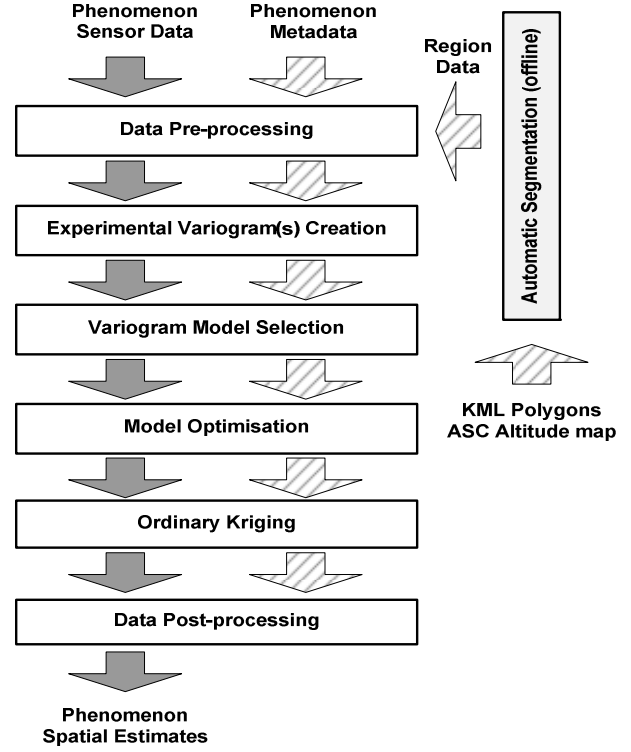 Phenomenon
Sensor Data
Phenomenon
Metadata
Region
Data
Automatic Segmentation (offline)
Data Pre-processing
Experimental Variogram(s) Creation
Variogram Model Selection
Model Optimisation
KML Polygons
ASC Altitude map
Ordinary Kriging
Data Post-processing
Phenomenon
Spatial Estimates